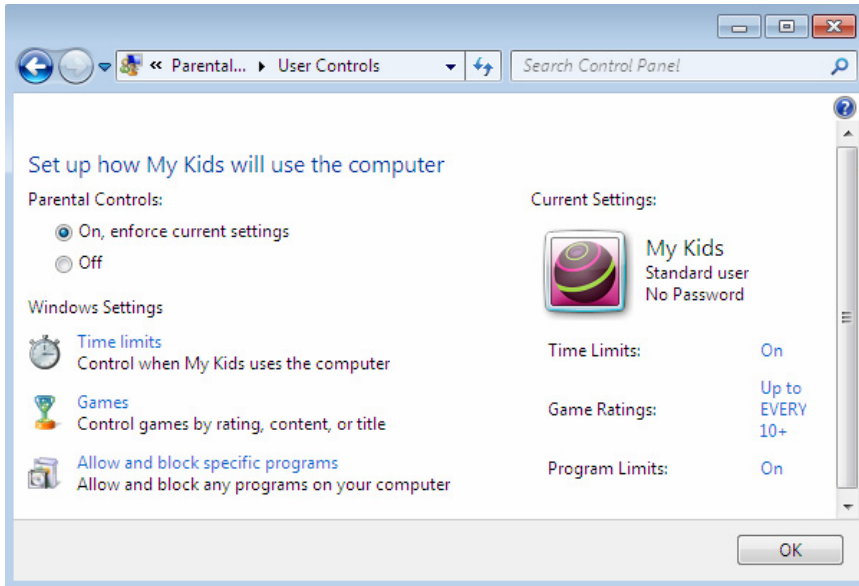 « Parental... ▸ User Controls
Search Control Panel
Set up how My Kids will use the computer
Parental Controls:
On, enforce current settings
Off
Windows Settings
Time limits
Control when My Kids uses the computer
Games
Control games by rating, content, or title
Allow and block specific programs
Allow and block any programs on your computer
Current Settings:
My Kids
Standard user
No Password
Time Limits: On
Game Ratings: Up to
EVERY
10+
Program Limits: On
OK